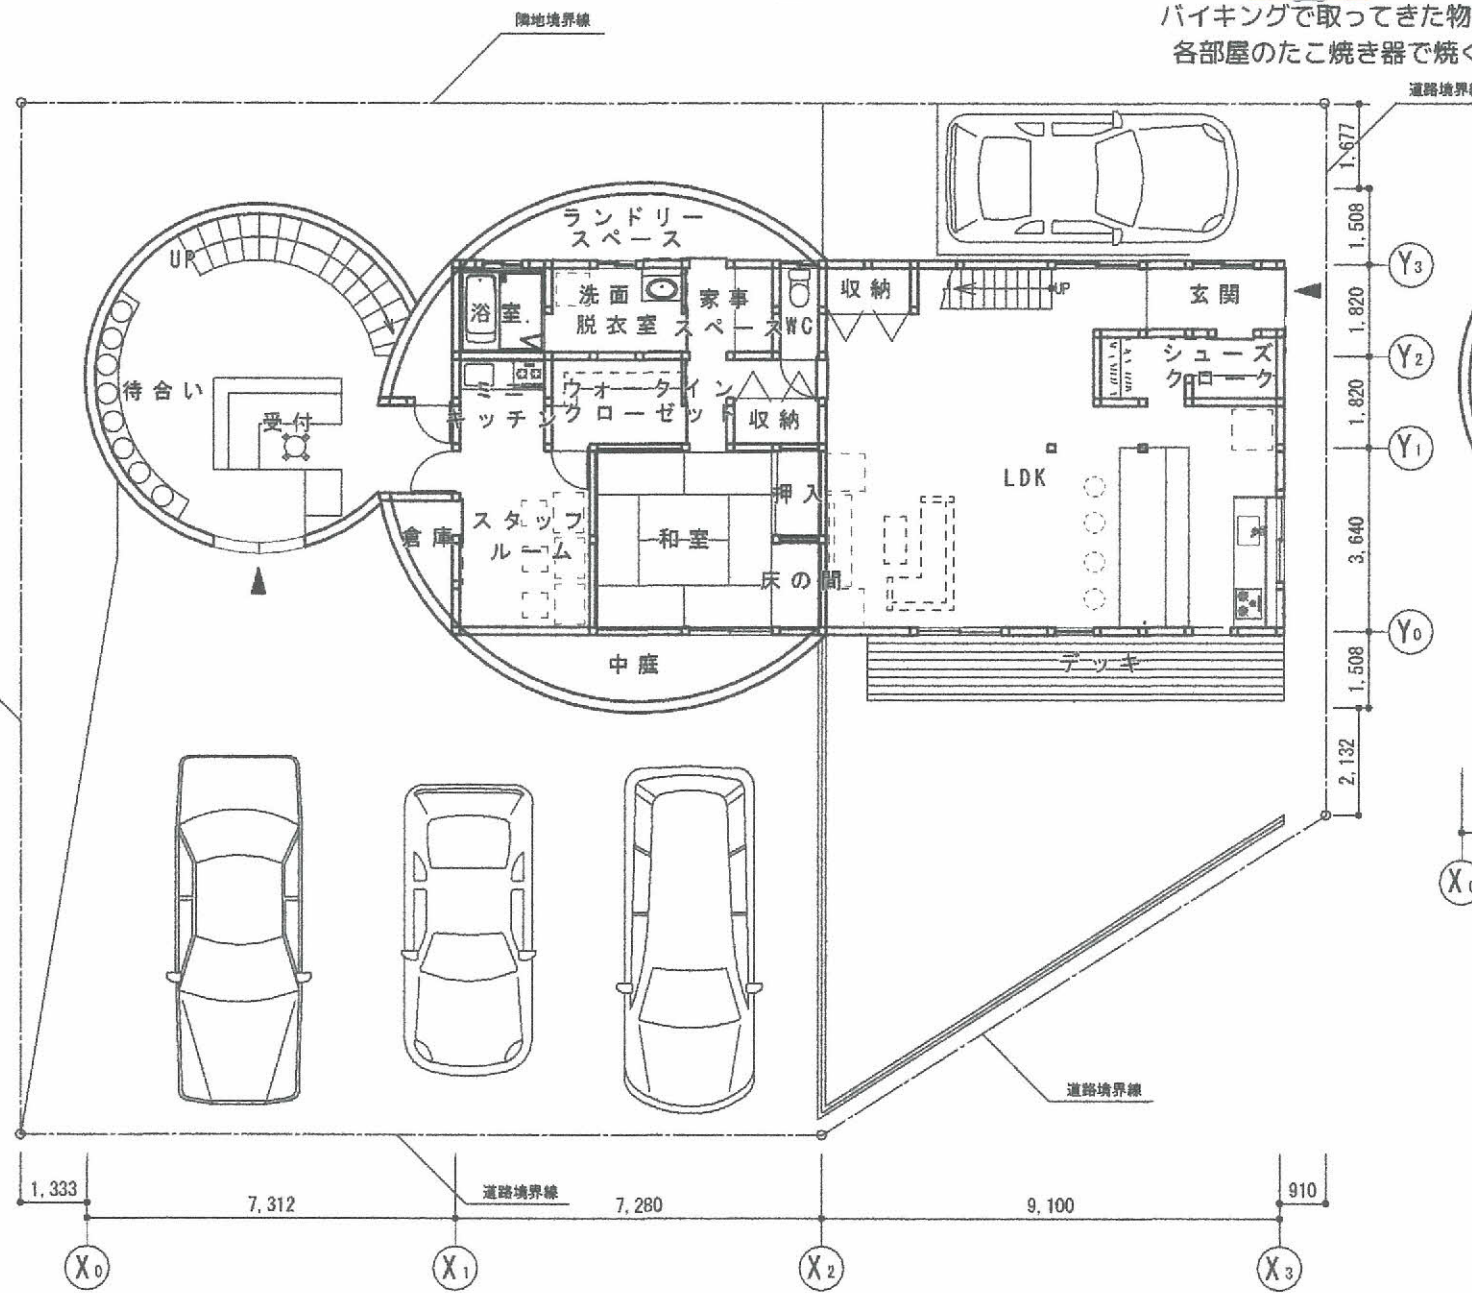 隣地境界線
バイキングで取ってきた物
各部屋のたこ焼き器で焼く
道路境界線
1,677
1,508
1,820
1,820
3,640
1,508
2,132
Y3
Y2
Y1
Y0
ランドリー
スペース
UP
浴室
洗面
脱衣室
家事
スペース
WC
収納
UP
玄関
シューズ
クローク
待合い
受付
ミニ
キッチン
ウォークイン
クローゼット
収納
LDK
押入
倉庫
スタッフ
ルーム
和室
床の間
中庭
デッキ
道路境界線
道路境界線
1,333
7,312
7,280
9,100
910
X0
X1
X2
X3